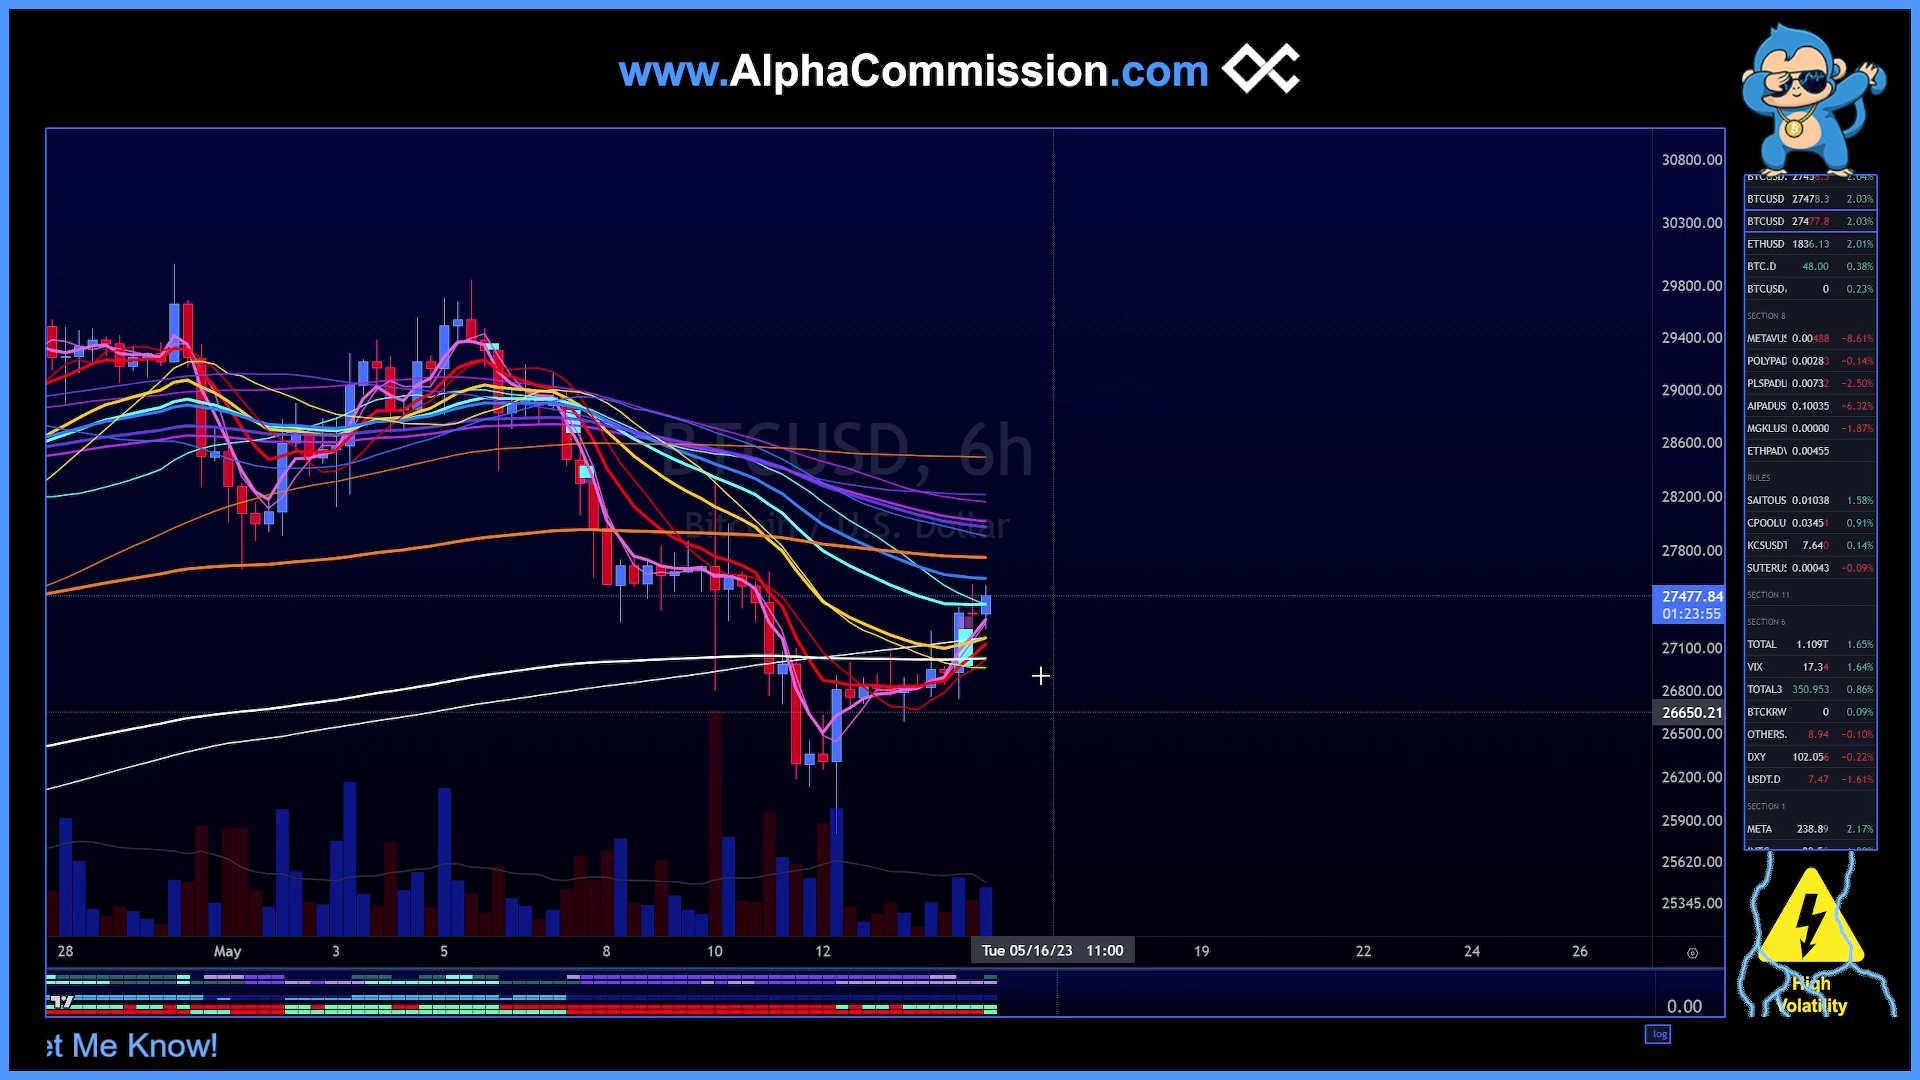 www.AlphaCommission.com
BTCUSD, 6h
Bitcoin / U.S. Dollar
30800.00
30300.00
29800.00
29400.00
29000.00
28600.00
28200.00
27800.00
27477.84
01:23:55
27100.00
26800.00
26650.21
26500.00
26200.00
25900.00
25620.00
25345.00
28 May 3 5 8 10 12 Tue 05/16/23 11:00 19 22 24 26
0.00
log
et Me Know!
BTCUSD 27478.3 2.03%
BTCUSD 27477.8 2.03%
ETHUSD 1836.13 2.01%
BTC.D 48.00 0.38%
BTCUSD 0 0.23%
SECTION 8
METAVUS 0.00488 −8.61%
POLYPAD 0.00283 −0.14%
PLSPADU 0.00732 −2.50%
AIPADUS 0.10035 −6.32%
MGKLUSI 0.00000 −1.87%
ETHPAD 0.00455
RULES
SAITOUS 0.01038 1.58%
CPOOLU 0.03451 0.91%
KCSUSDT 7.640 0.14%
SUTERUS 0.00043 −0.09%
SECTION 11
SECTION 6
TOTAL 1.109T 1.65%
VIX 17.34 1.64%
TOTAL3 350.953 0.86%
BTCKRW 0 0.09%
OTHERS. 8.94 −0.10%
DXY 102.056 −0.22%
USDT.D 7.47 −1.61%
SECTION 1
META 238.89 2.17%
High
Volatility